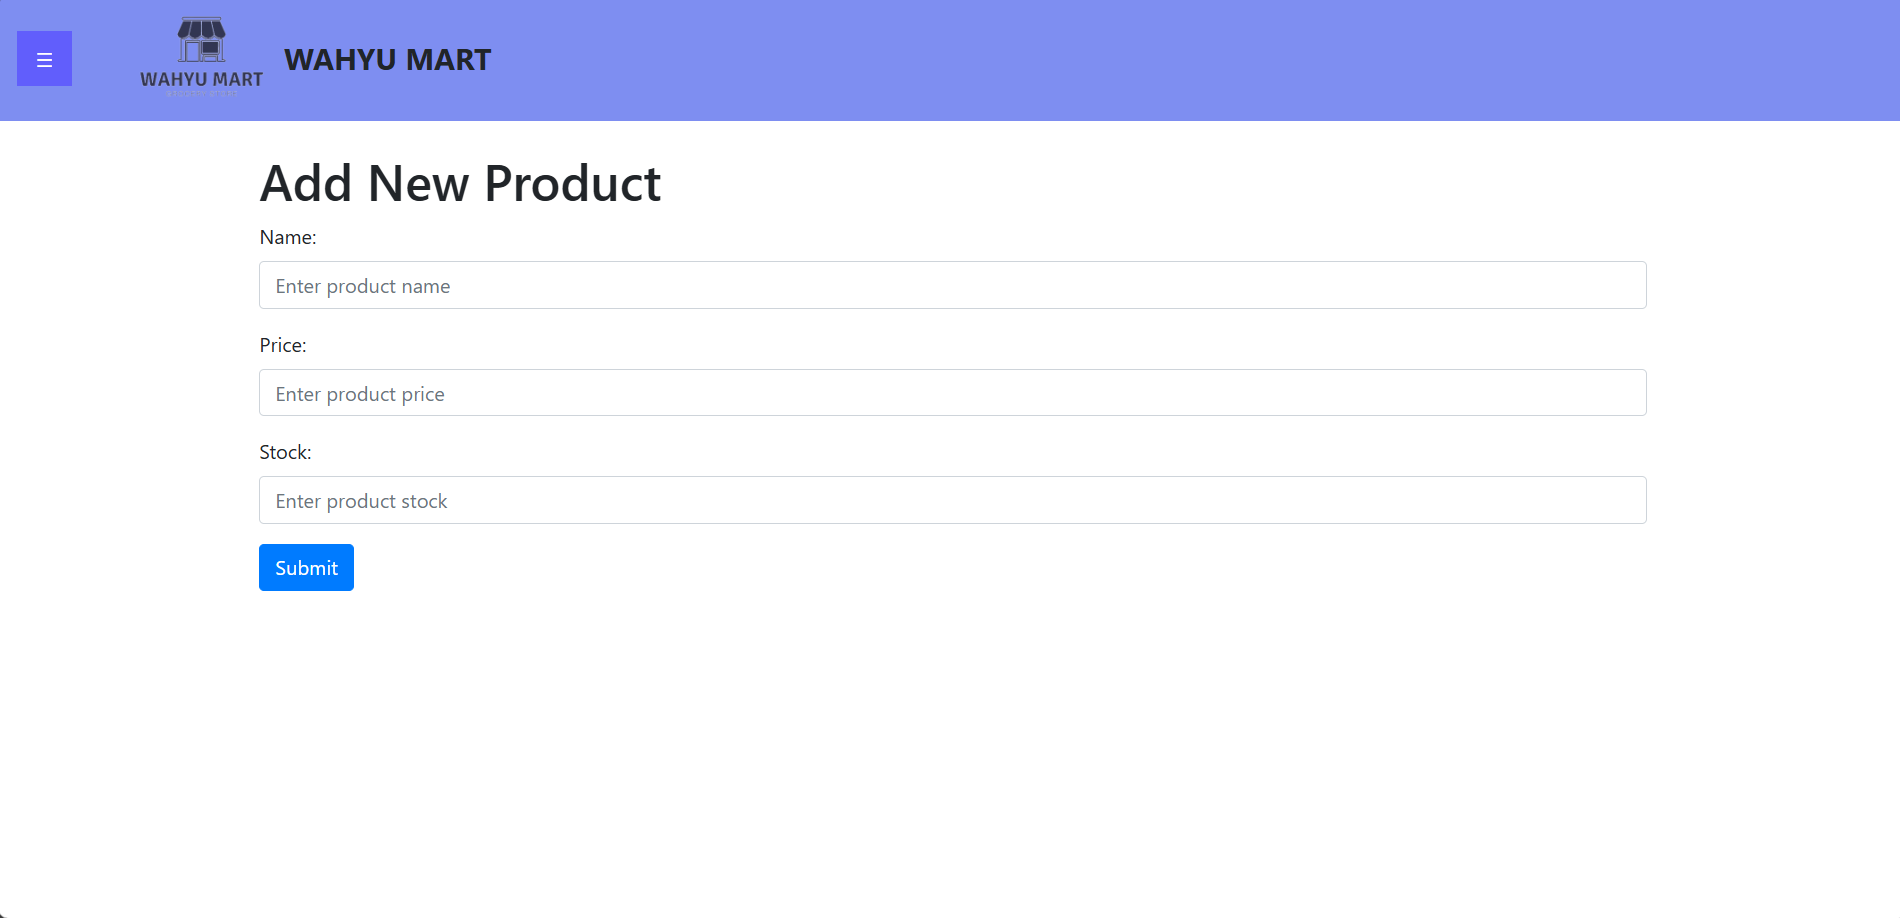 ☰
WAHYU MART
WAHYU MART
Add New Product
Name:
Enter product name
Price:
Enter product price
Stock:
Enter product stock
Submit